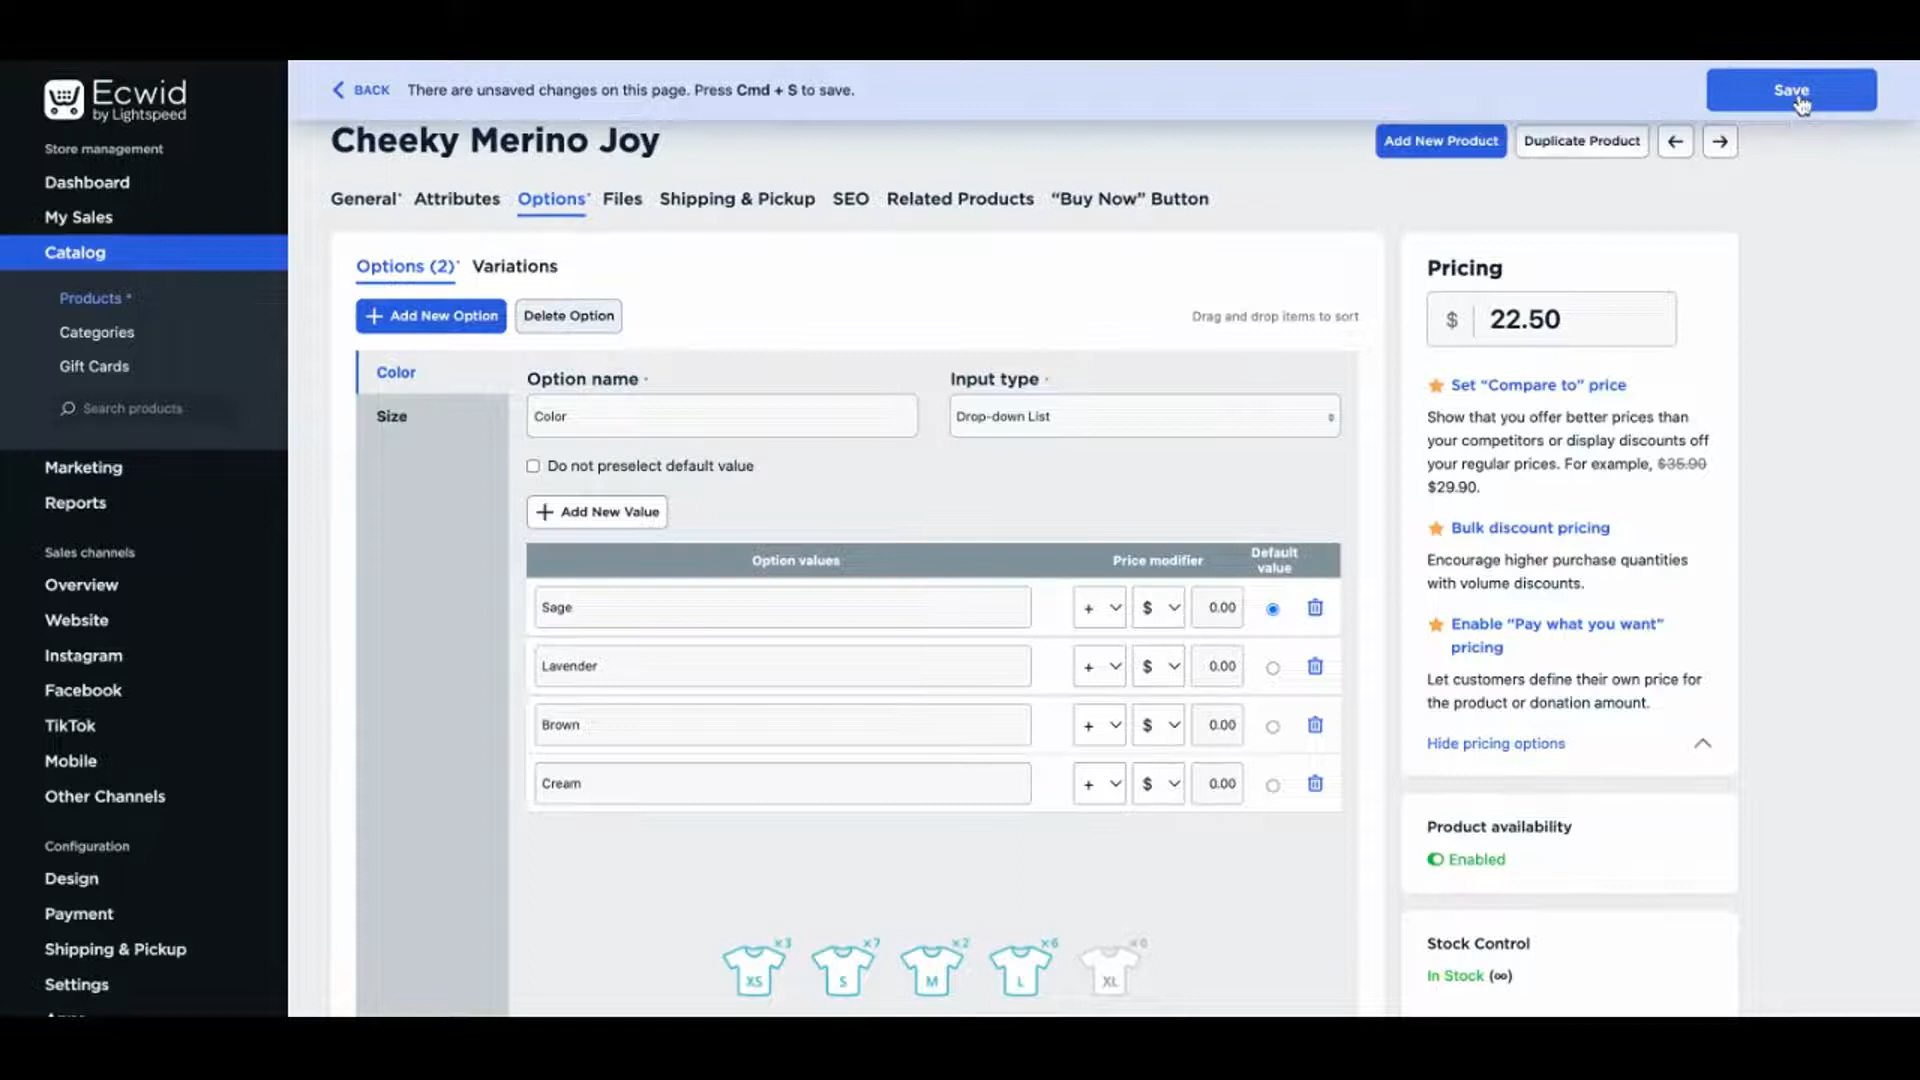 Ecwid
by Lightspeed
Store management
Dashboard
My Sales
Catalog
Products *
Categories
Gift Cards
Search products
Marketing
Reports
Sales channels
Overview
Website
Instagram
Facebook
TikTok
Mobile
Other Channels
Configuration
Design
Payment
Shipping & Pickup
Settings
BACK There are unsaved changes on this page. Press Cmd + S to save.
Save
Cheeky Merino Joy
Add New Product Duplicate Product
General* Attributes Options* Files Shipping & Pickup SEO Related Products “Buy Now” Button
Options (2)* Variations
+ Add New Option Delete Option
Drag and drop items to sort
Color
Size
Option name
Input type
Color
Drop-down List
Do not preselect default value
+ Add New Value
Option values Price modifier Default value
Sage + $ 0.00
Lavender + $ 0.00
Brown + $ 0.00
Cream + $ 0.00
XS x3
S x7
M x2
L x6
XL x0
Pricing
$ 22.50
Set “Compare to” price
Show that you offer better prices than
your competitors or display discounts off
your regular prices. For example, $35.90
$29.90.
Bulk discount pricing
Encourage higher purchase quantities
with volume discounts.
Enable “Pay what you want”
pricing
Let customers define their own price for
the product or donation amount.
Hide pricing options
Product availability
Enabled
Stock Control
In Stock (∞)